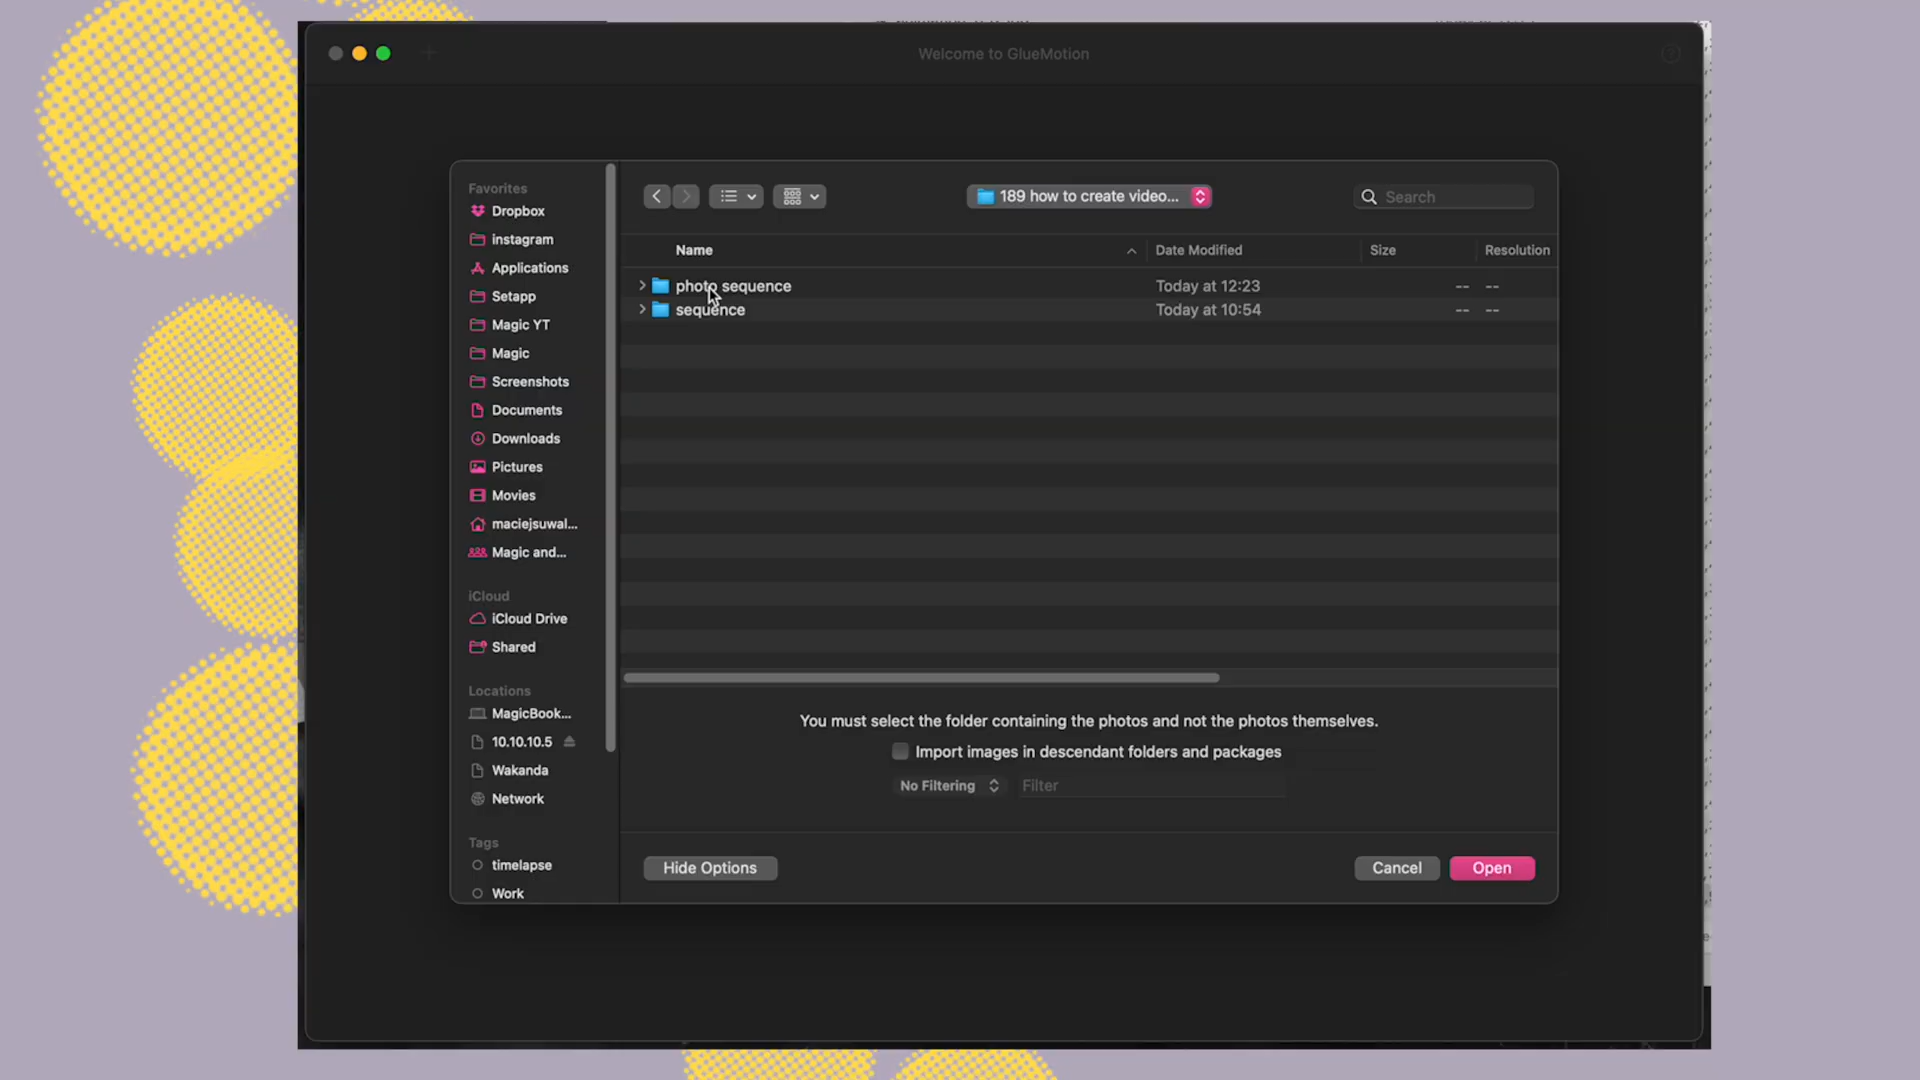 Welcome to GlueMotion
Favorites
Dropbox
instagram
Applications
Setapp
Magic YT
Magic
Screenshots
Documents
Downloads
Pictures
Movies
maciejsuwal...
Magic and...
iCloud
iCloud Drive
Shared
Locations
MagicBook...
10.10.10.5
Wakanda
Network
Tags
timelapse
Work
189 how to create video...
Search
Name Date Modified Size Resolution
photo sequence Today at 12:23 -- --
sequence Today at 10:54 -- --
You must select the folder containing the photos and not the photos themselves.
Import images in descendant folders and packages
No Filtering Filter
Hide Options Cancel Open